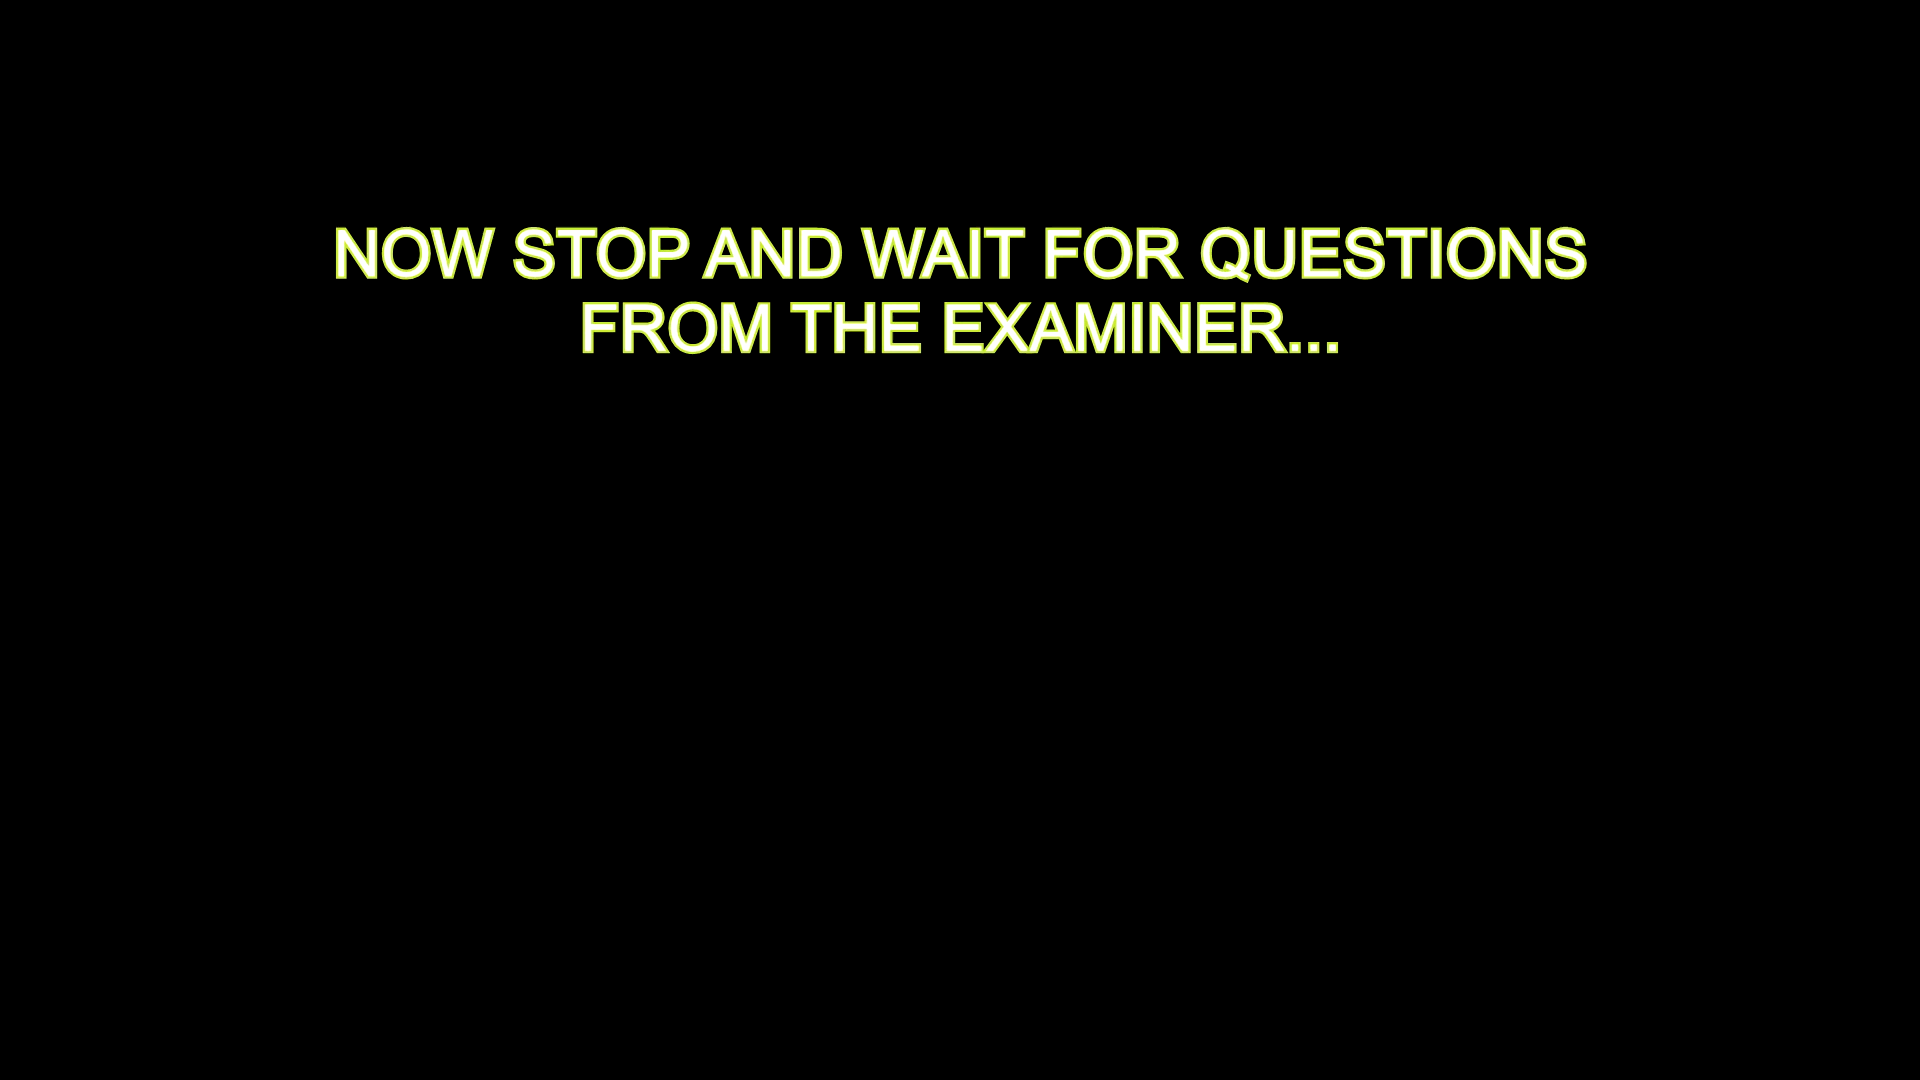 NOW STOP AND WAIT FOR QUESTIONS
FROM THE EXAMINER...